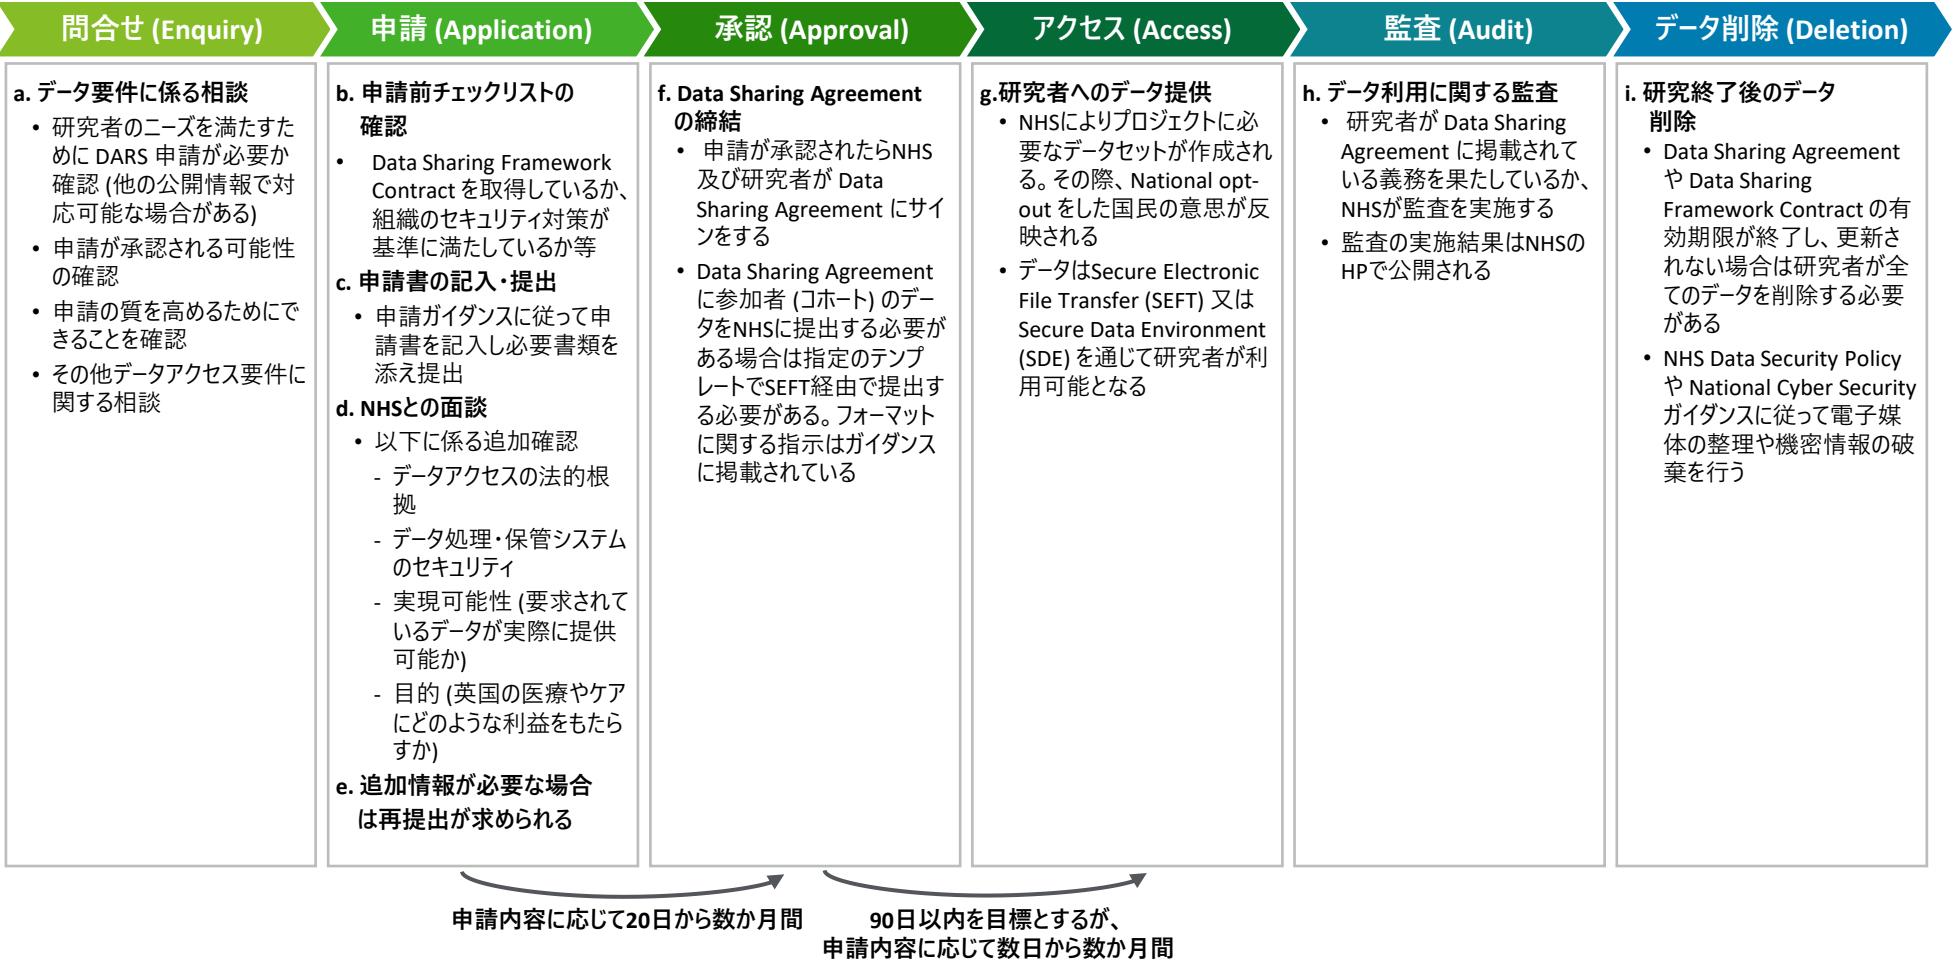 問合せ (Enquiry)
申請 (Application)
承認 (Approval)
アクセス (Access)
監査 (Audit)
データ削除 (Deletion)
a. データ要件に係る相談
• 研究者のニーズを満たすた
めに DARS 申請が必要か
確認 (他の公開情報で対
応可能な場合がある)
• 申請が承認される可能性
の確認
• 申請の質を高めるためにで
きることを確認
• その他データアクセス要件に
関する相談
b. 申請前チェックリストの
確認
• Data Sharing Framework
Contract を取得しているか、
組織のセキュリティ対策が
基準に満たしているか等
c. 申請書の記入・提出
• 申請ガイダンスに従って申
請書を記入し必要書類を
添え提出
d. NHSとの面談
• 以下に係る追加確認
- データアクセスの法的根
拠
- データ処理・保管システム
のセキュリティ
- 実現可能性 (要求されて
いるデータが実際に提供
可能か)
- 目的 (英国の医療やケア
にどのような利益をもたら
すか)
e. 追加情報が必要な場合
は再提出が求められる
f. Data Sharing Agreement
の締結
• 申請が承認されたらNHS
及び研究者が Data
Sharing Agreement にサイ
ンをする
• Data Sharing Agreement
に参加者 (コホート) のデー
タをNHSに提出する必要が
ある場合は指定のテンプ
レートでSEFT経由で提出す
る必要がある。フォーマット
に関する指示はガイダンス
に掲載されている
g.研究者へのデータ提供
• NHSによりプロジェクトに必
要なデータセットが作成され
る。その際、National opt-
out をした国民の意思が反
映される
• データはSecure Electronic
File Transfer (SEFT) 又は
Secure Data Environment
(SDE) を通じて研究者が利
用可能となる
h. データ利用に関する監査
• 研究者が Data Sharing
Agreement に掲載されて
いる義務を果たしているか、
NHSが監査を実施する
• 監査の実施結果はNHSの
HPで公開される
i. 研究終了後のデータ
削除
• Data Sharing Agreement
や Data Sharing
Framework Contract の有
効期限が終了し、更新さ
れない場合は研究者が全
てのデータを削除する必要
がある
• NHS Data Security Policy
や National Cyber Security
ガイダンスに従って電子媒
体の整理や機密情報の破
棄を行う
申請内容に応じて20日から数か月間
90日以内を目標とするが、
申請内容に応じて数日から数か月間